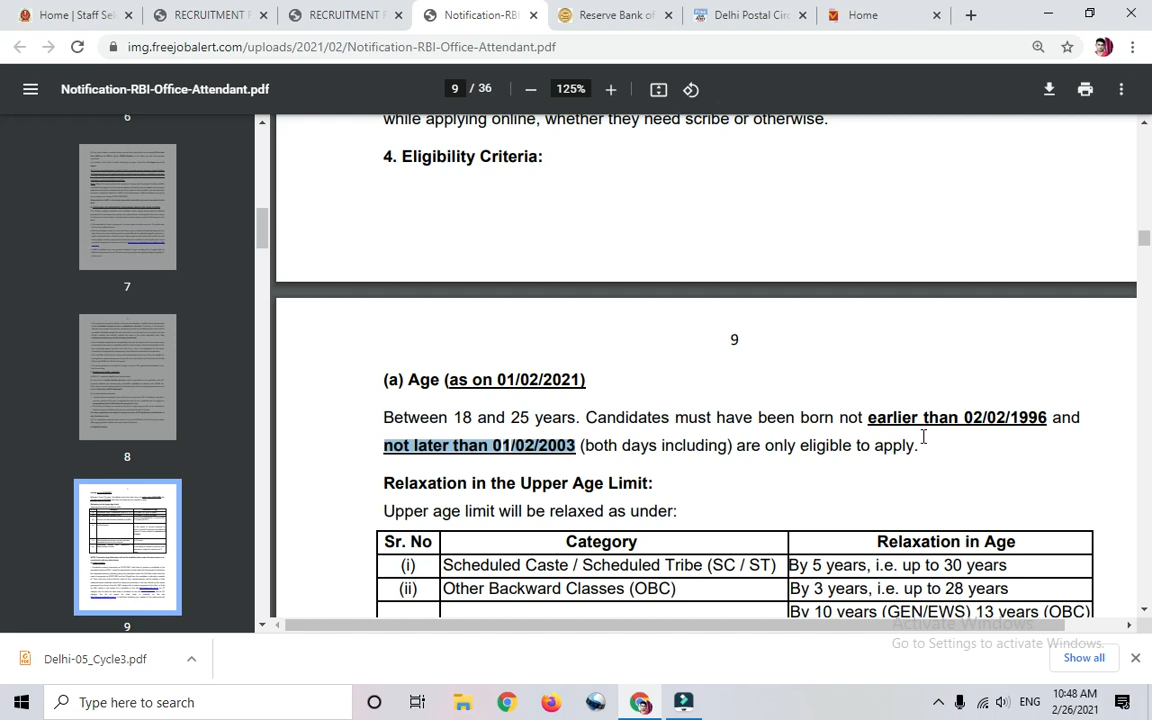 Home | Staff Sel
RECRUITMENT F
RECRUITMENT F
Notification-RBI
Reserve Bank of
Delhi Postal Circ
Home
img.freejobalert.com/uploads/2021/02/Notification-RBI-Office-Attendant.pdf
Notification-RBI-Office-Attendant.pdf
9 / 36
125%
6
7
8
9
while applying online, whether they need scribe or otherwise.
4. Eligibility Criteria:
9
(a) Age (as on 01/02/2021)
Between 18 and 25 years. Candidates must have been born not earlier than 02/02/1996 and
not later than 01/02/2003 (both days including) are only eligible to apply.
Relaxation in the Upper Age Limit:
Upper age limit will be relaxed as under:
Sr. No Category Relaxation in Age
(i) Scheduled Caste / Scheduled Tribe (SC / ST) By 5 years, i.e. up to 30 years
(ii) Other Backward Classes (OBC) By 3 years, i.e. up to 28 years
By 10 years (GEN/EWS) 13 years (OBC)
Activate Windows
Go to Settings to activate Windows.
Delhi-05_Cycle3.pdf
Show all
Type here to search
ENG
10:48 AM
2/26/2021